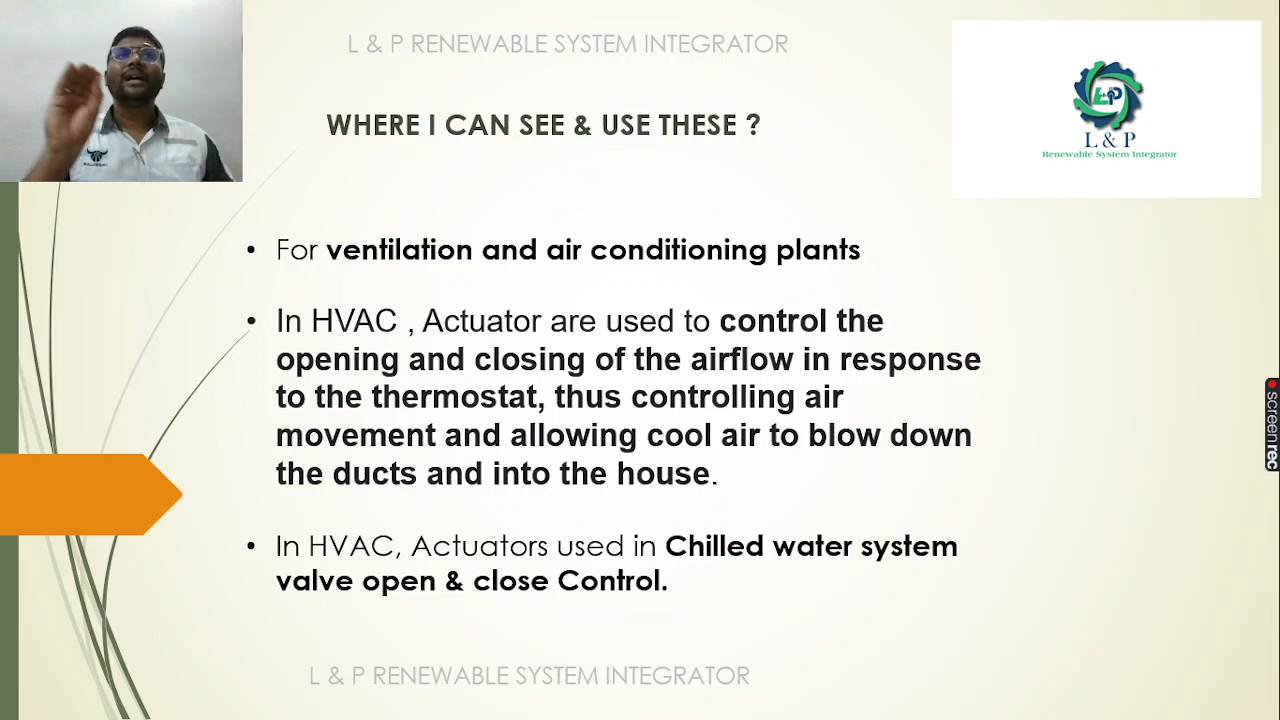 L & P RENEWABLE SYSTEM INTEGRATOR
WHERE I CAN SEE & USE THESE ?
L&P
L & P
Renewable System Integrator
• For ventilation and air conditioning plants
• In HVAC , Actuator are used to control the
opening and closing of the airflow in response
to the thermostat, thus controlling air
movement and allowing cool air to blow down
the ducts and into the house.
• In HVAC, Actuators used in Chilled water system
valve open & close Control.
screenrec
L & P RENEWABLE SYSTEM INTEGRATOR